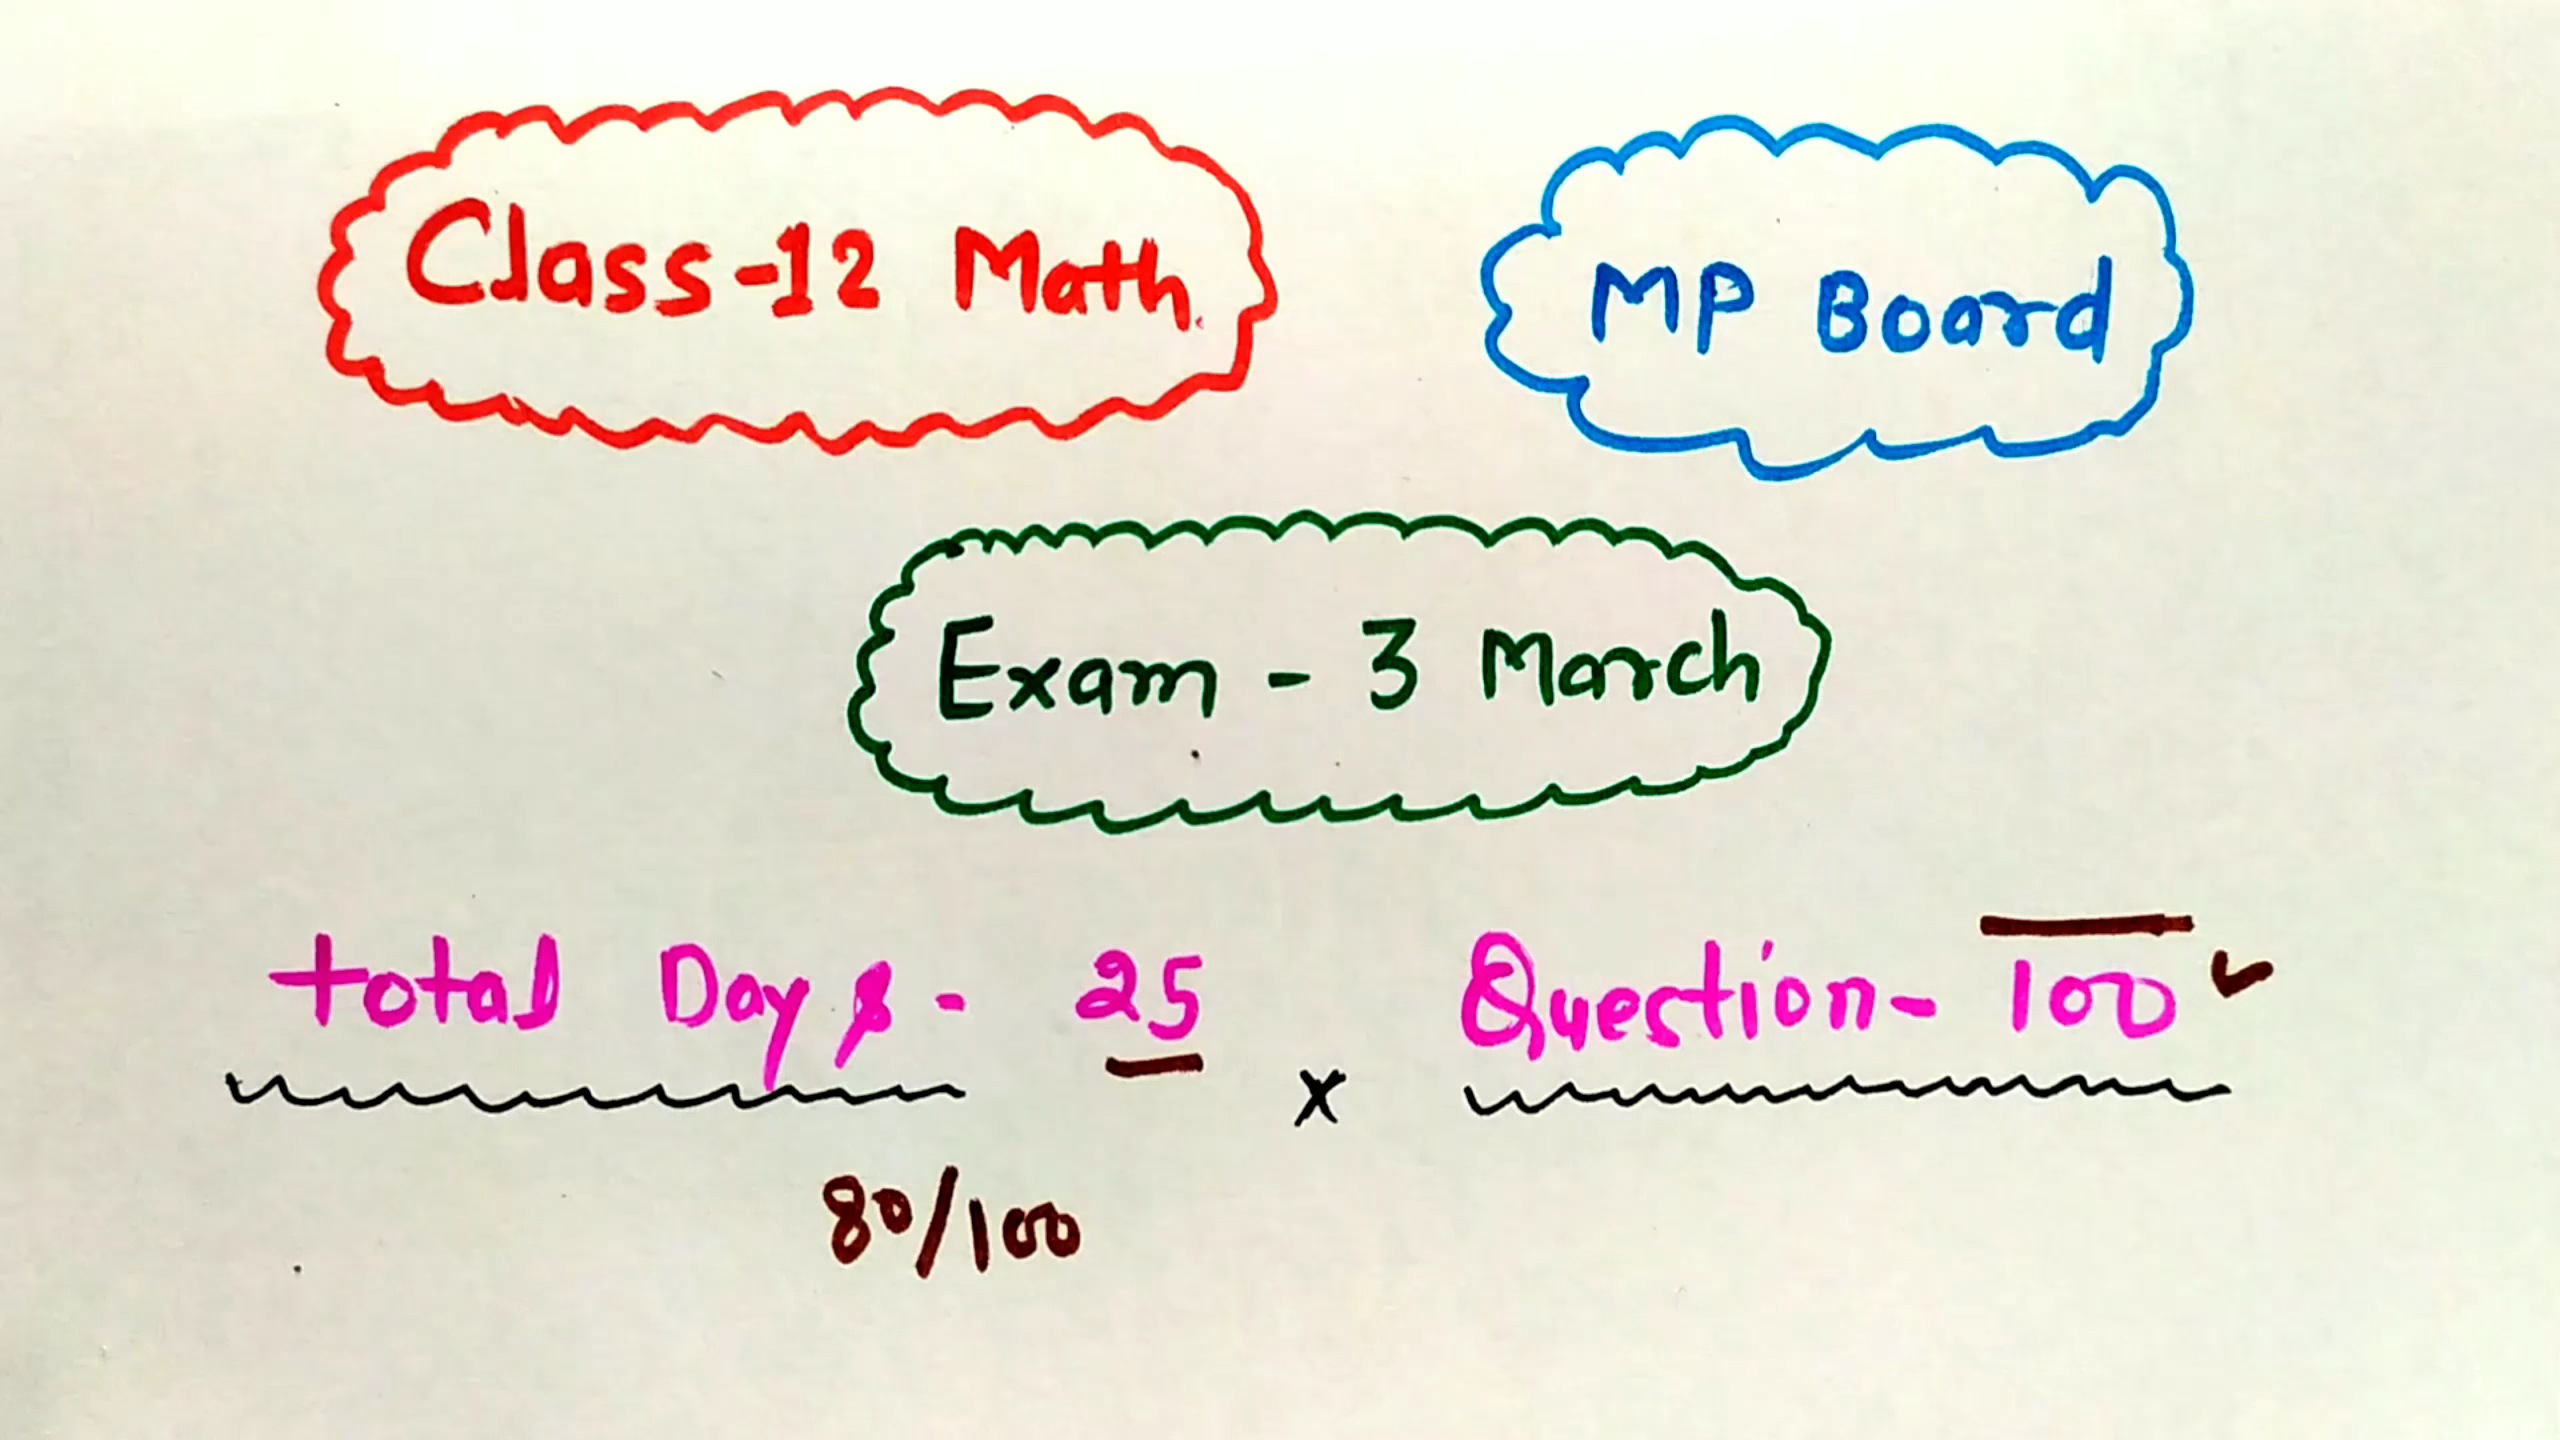 Class-12 Math
MP Board
Exam - 3 March
total Days - 25 x Question - 100
80/100